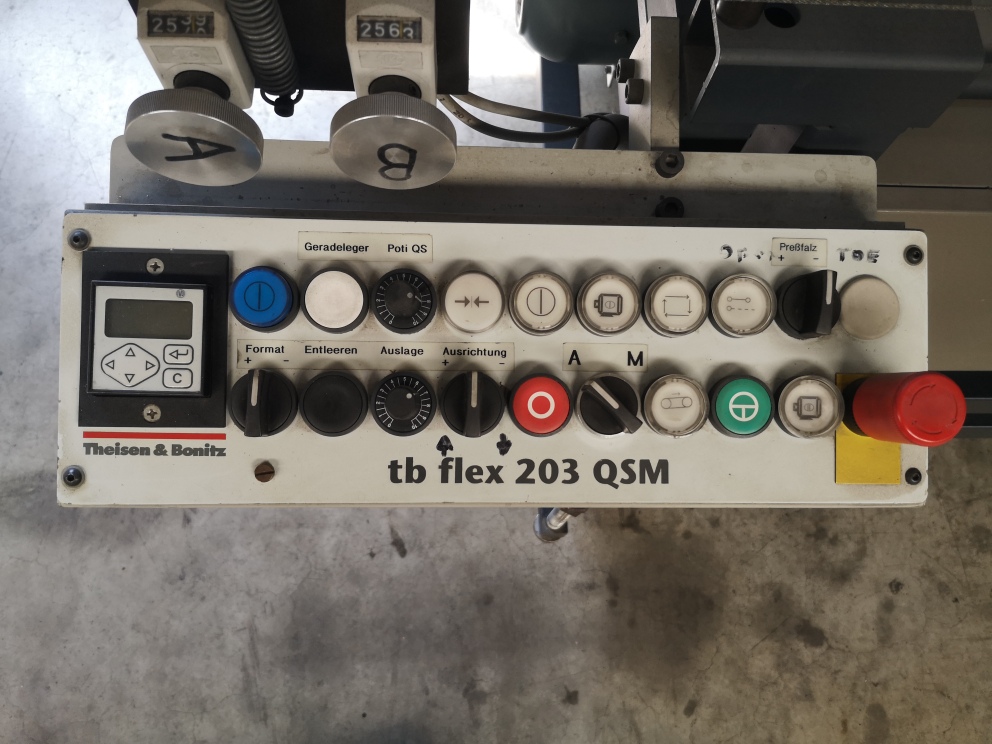 A
B
Geradeleger Poti QS
Preßfalz
+ -
C
Format Entleeren Auslage Ausrichtung
+ - + -
A M
Theisen & Bonitz
tb flex 203 QSM